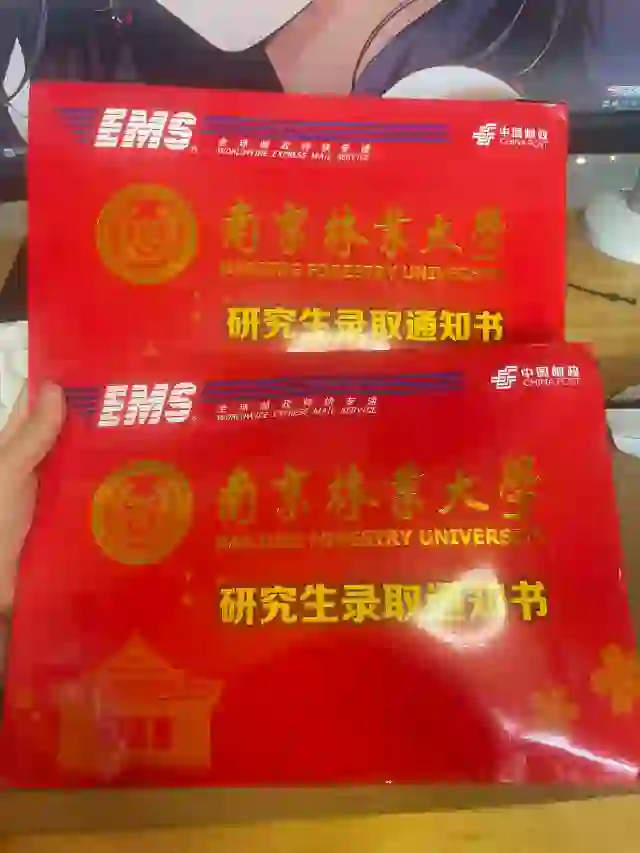 EMS
全球邮政特快专递
WORLDWIDE EXPRESS MAIL SERVICE
中国邮政
CHINA POST
南京林业大學
NANJING FORESTRY UNIVERSITY
研究生录取通知书
EMS
全球邮政特快专递
WORLDWIDE EXPRESS MAIL SERVICE
中国邮政
CHINA POST
南京林业大學
NANJING FORESTRY UNIVERSITY
研究生录取通知书